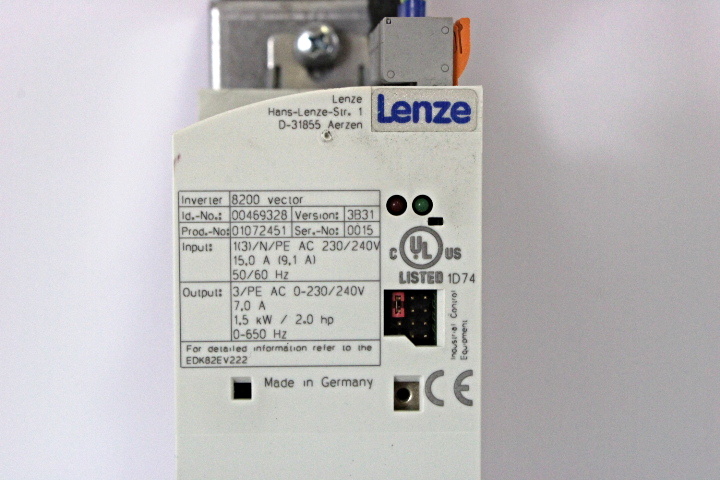 Lenze
Hans-Lenze-Str. 1
D-31855 Aerzen
Lenze
Inverter 8200 vector
Id.-No.: 00469328 Version: 3B31
Prod.-No: 01072451 Ser.-No: 0015
Input: 1(3)/N/PE AC 230/240V
15.0 A (9.1 A)
50/60 Hz
Output: 3/PE AC 0-230/240V
7.0 A
1.5 kW / 2.0 hp
0-650 Hz
For detailed information refer to the
EDK82EV222
Made in Germany
C UL US
LISTED 1D74
Industrial Control
Equipment
CE